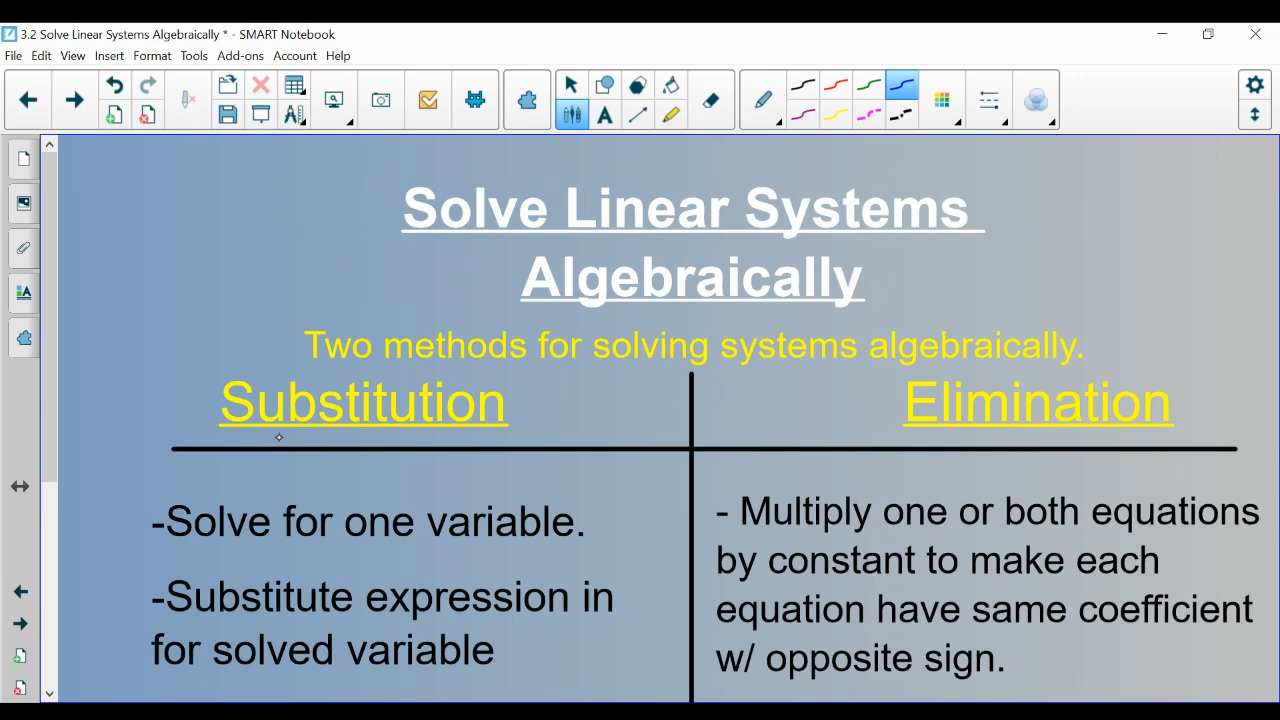 3.2 Solve Linear Systems Algebraically * - SMART Notebook
File Edit View Insert Format Tools Add-ons Account Help
Solve Linear Systems
Algebraically
Two methods for solving systems algebraically.
Substitution
Elimination
-Solve for one variable.
-Substitute expression in
for solved variable
- Multiply one or both equations
by constant to make each
equation have same coefficient
w/ opposite sign.